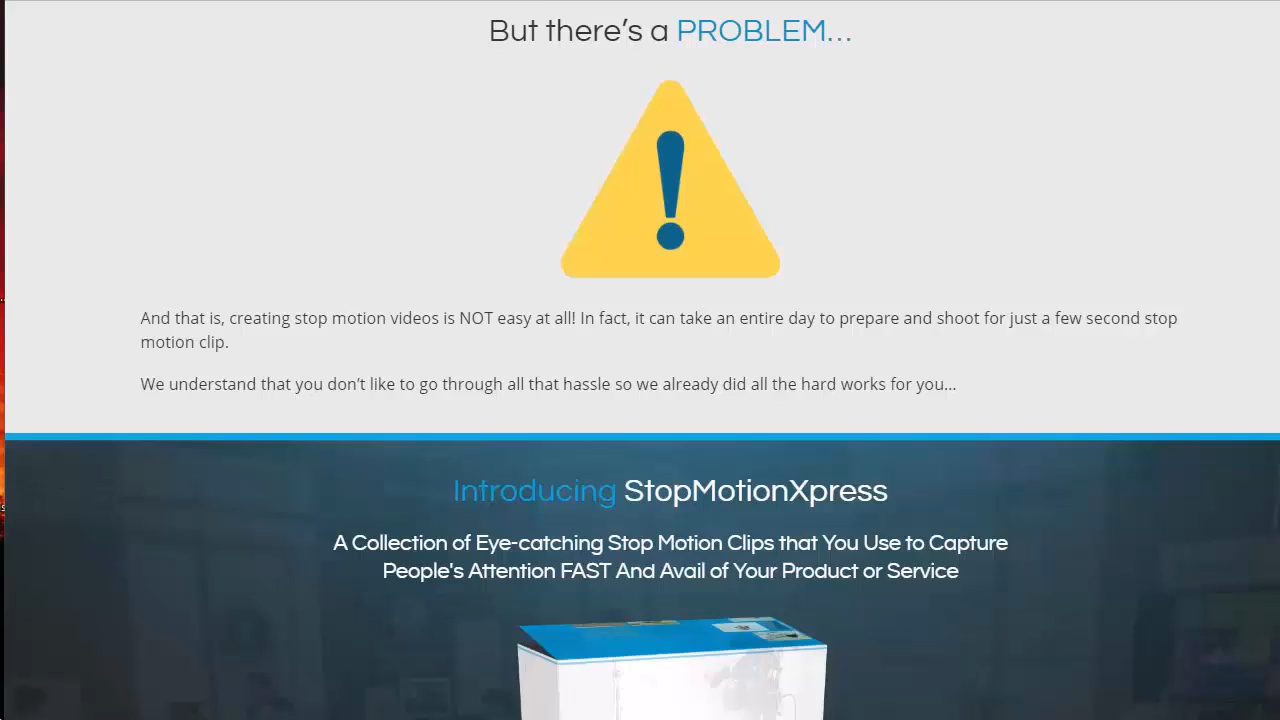 But there's a PROBLEM...
And that is, creating stop motion videos is NOT easy at all! In fact, it can take an entire day to prepare and shoot for just a few second stop
motion clip.
We understand that you don't like to go through all that hassle so we already did all the hard works for you...
Introducing StopMotionXpress
A Collection of Eye-catching Stop Motion Clips that You Use to Capture
People's Attention FAST And Avail of Your Product or Service